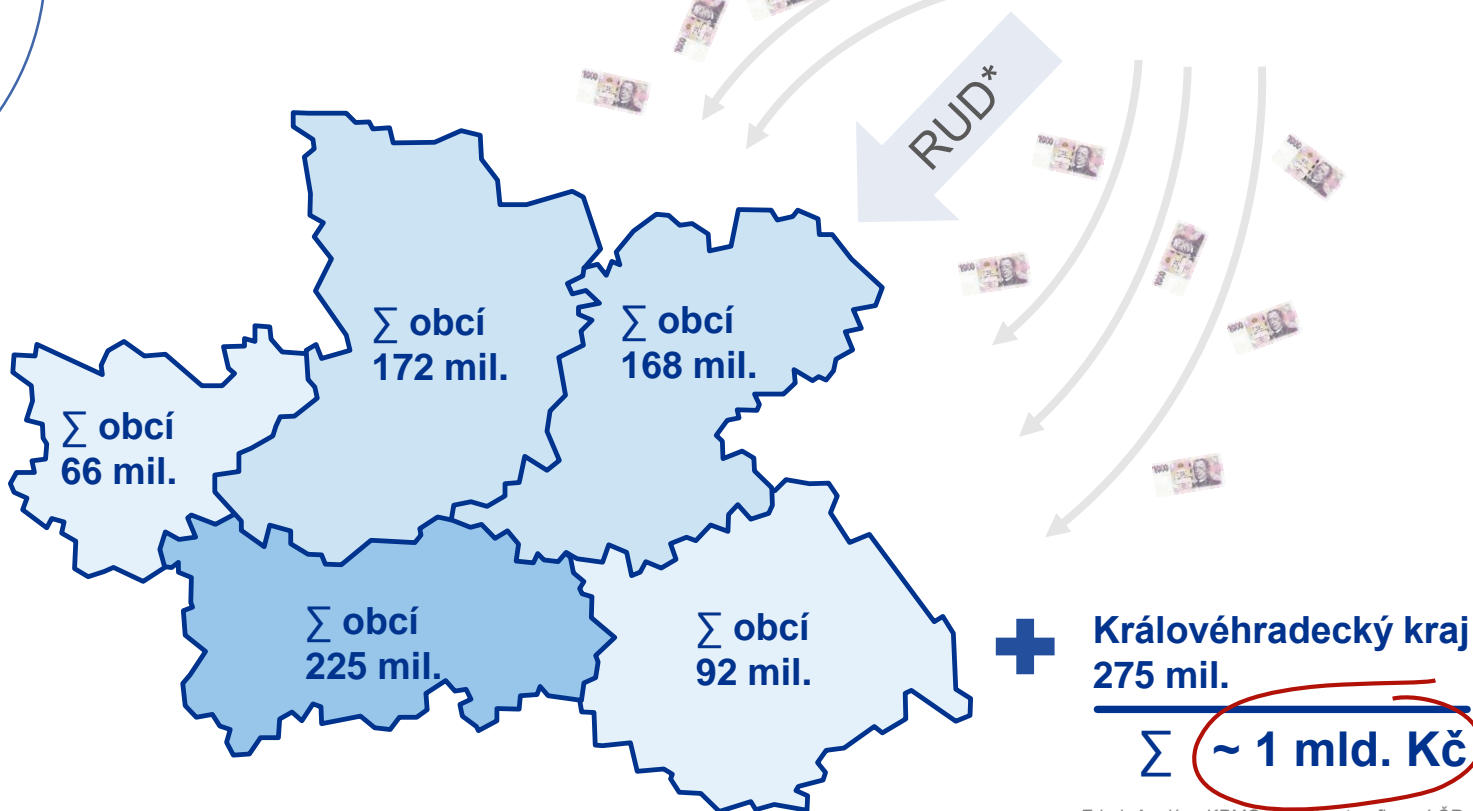 RUD*
∑ obcí
172 mil.
∑ obcí
168 mil.
∑ obcí
66 mil.
∑ obcí
225 mil.
∑ obcí
92 mil.
Královéhradecký kraj
275 mil.
∑ ~ 1 mld. Kč